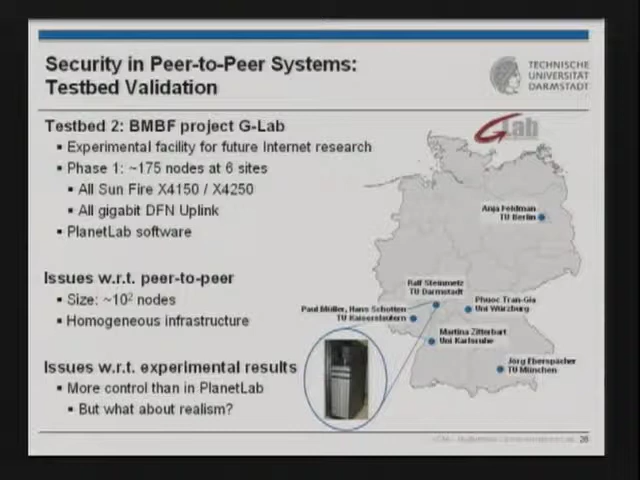 Security in Peer-to-Peer Systems:
Testbed Validation
TECHNISCHE
UNIVERSITÄT
DARMSTADT
Testbed 2: BMBF project G-Lab
Experimental facility for future Internet research
Phase 1: ~175 nodes at 6 sites
All Sun Fire X4150 / X4250
All gigabit DFN Uplink
PlanetLab software
Issues w.r.t. peer-to-peer
Size: ~10² nodes
Homogeneous infrastructure
Issues w.r.t. experimental results
More control than in PlanetLab
But what about realism?
G Lab
Anja Feldman
TU Berlin
Ralf Steinmetz
TU Darmstadt
Phuoc Tran-Gia
Uni Würzburg
Paul Müller, Hans Schotten
TU Kaiserslautern
Martina Zitterbart
Uni Karlsruhe
Jörg Eberspächer
TU München
26